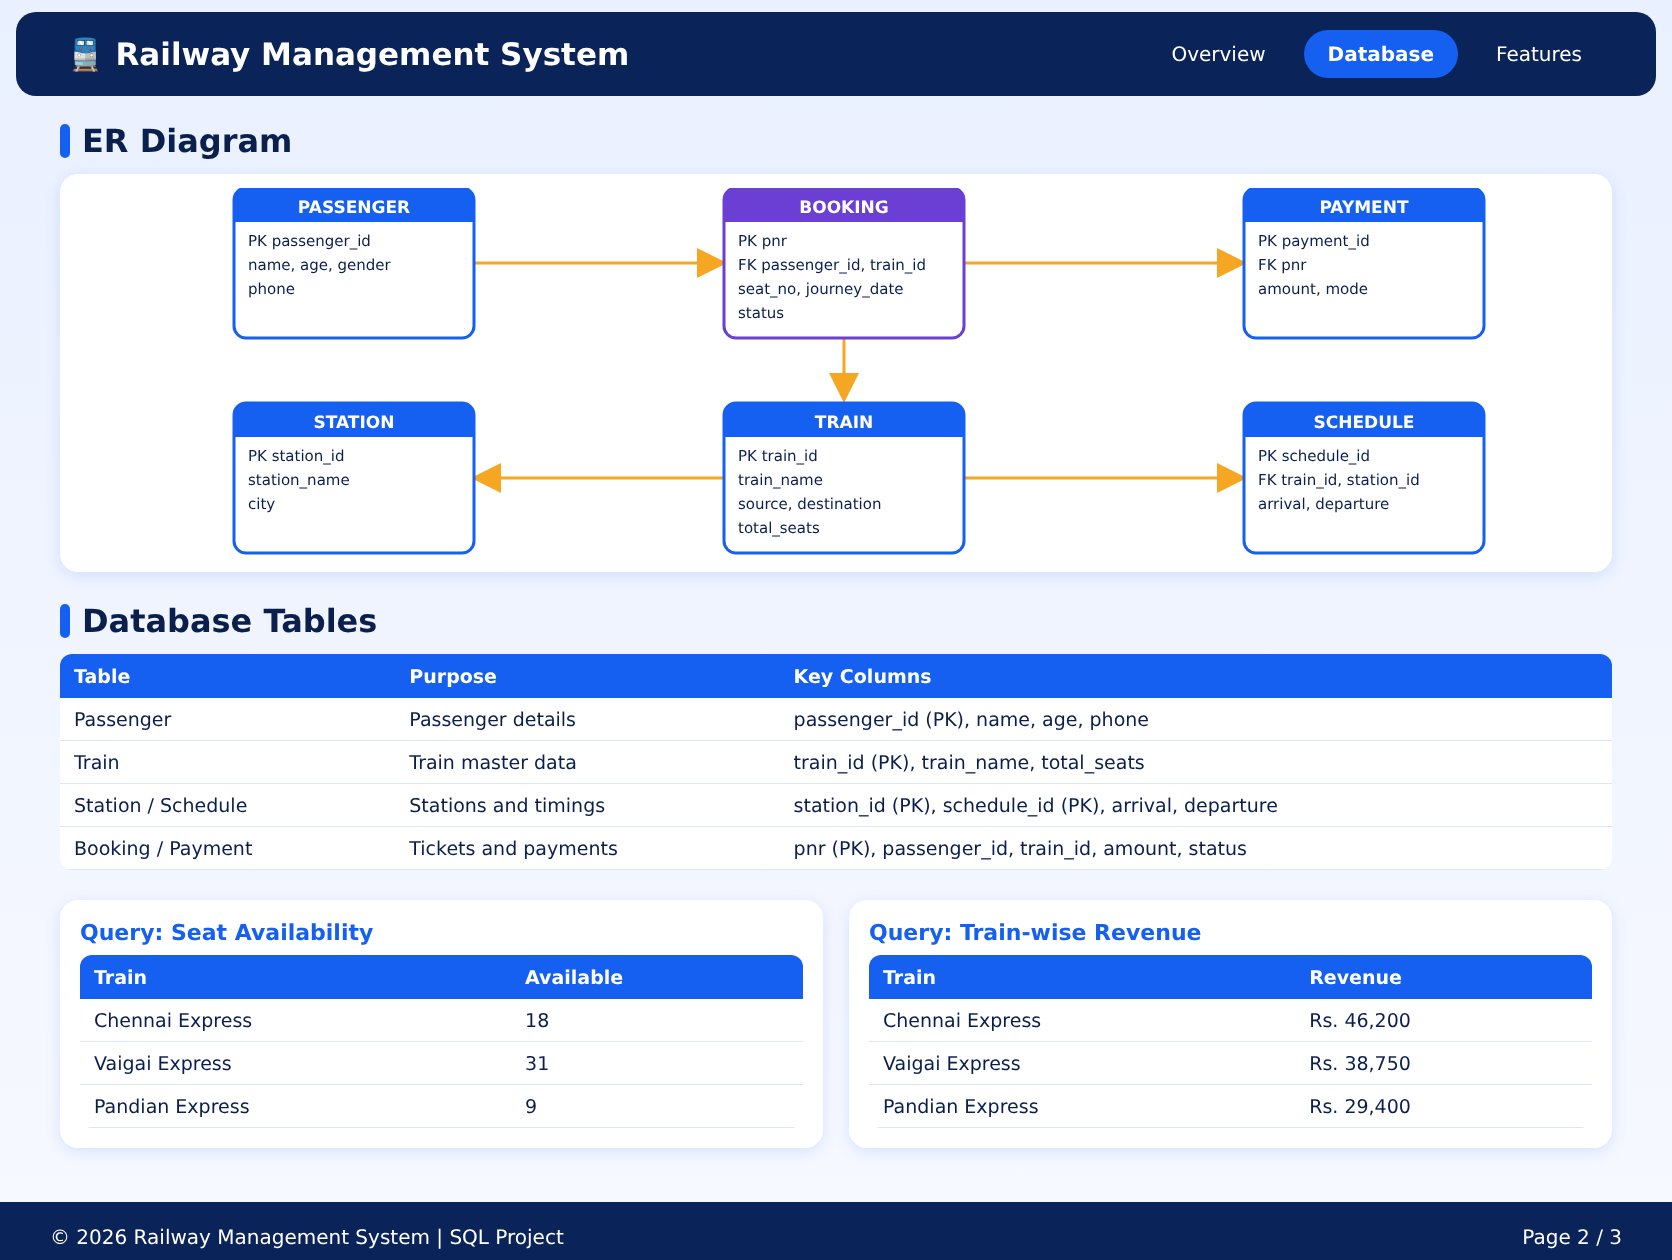 Railway Management System
Overview
Database
Features
ER Diagram
PASSENGER
PK passenger_id
name, age, gender
phone
BOOKING
PK pnr
FK passenger_id, train_id
seat_no, journey_date
status
PAYMENT
PK payment_id
FK pnr
amount, mode
STATION
PK station_id
station_name
city
TRAIN
PK train_id
train_name
source, destination
total_seats
SCHEDULE
PK schedule_id
FK train_id, station_id
arrival, departure
Database Tables
Table Purpose Key Columns
Passenger Passenger details passenger_id (PK), name, age, phone
Train Train master data train_id (PK), train_name, total_seats
Station / Schedule Stations and timings station_id (PK), schedule_id (PK), arrival, departure
Booking / Payment Tickets and payments pnr (PK), passenger_id, train_id, amount, status
Query: Seat Availability
Train Available
Chennai Express 18
Vaigai Express 31
Pandian Express 9
Query: Train-wise Revenue
Train Revenue
Chennai Express Rs. 46,200
Vaigai Express Rs. 38,750
Pandian Express Rs. 29,400
© 2026 Railway Management System | SQL Project
Page 2 / 3